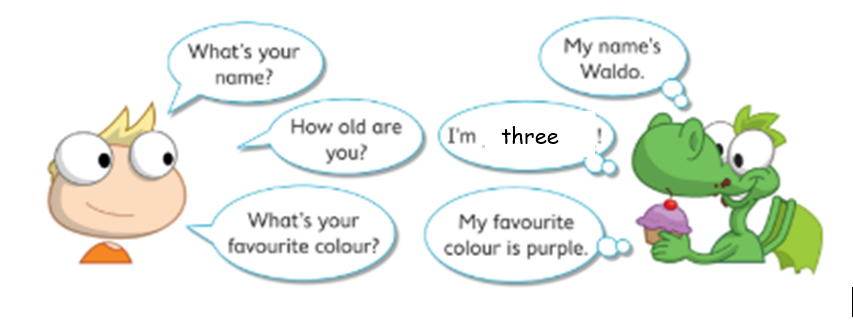 What's your
name?
My name's
Waldo.
How old are
you?
I'm three !
What's your
favourite colour?
My favourite
colour is purple.